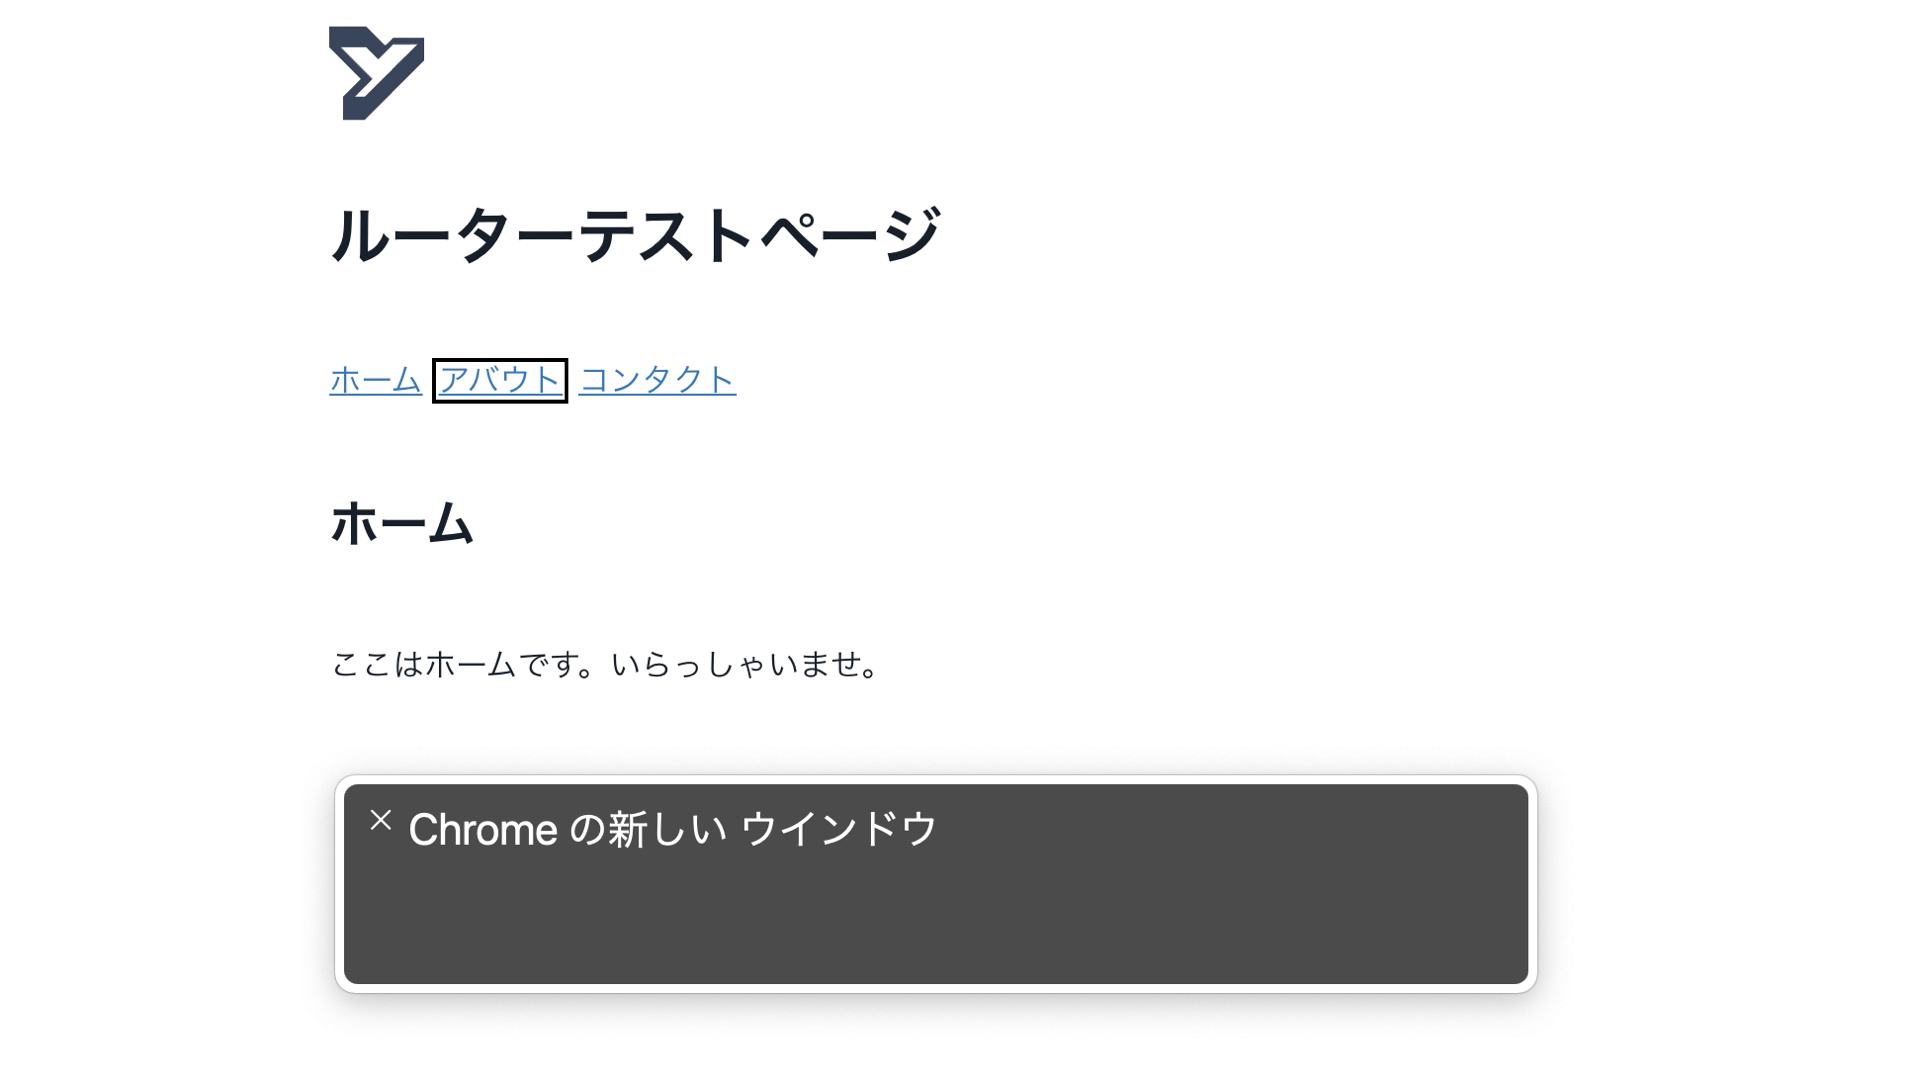 ルーターテストページ
ホーム アバウト コンタクト
ホーム
ここはホームです。いらっしゃいませ。
Chrome の新しい ウインドウ